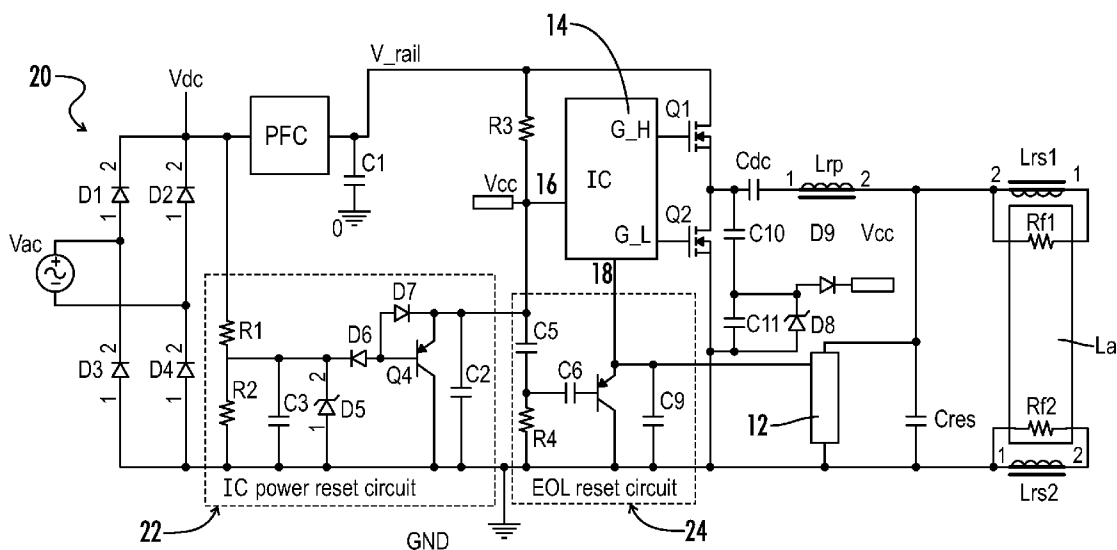 14
V_rail
20
Vdc
PFC
R3
G_H
Q1
C1
IC
Cdc
Lrp
Lrs1
2
2
1
2
2
1
D1
D2
Vcc
16
1
1
0
Q2
Rf1
Vac
G_L
C10
D9
Vcc
18
D7
R1
D6
C5
C11
D8
La
2
2
D3
D4
R2
2
Q4
C2
C6
1
1
C3
D5
1
R4
C9
12
Cres
Rf2
1
2
IC power reset circuit
EOL reset circuit
Lrs2
22
GND
24